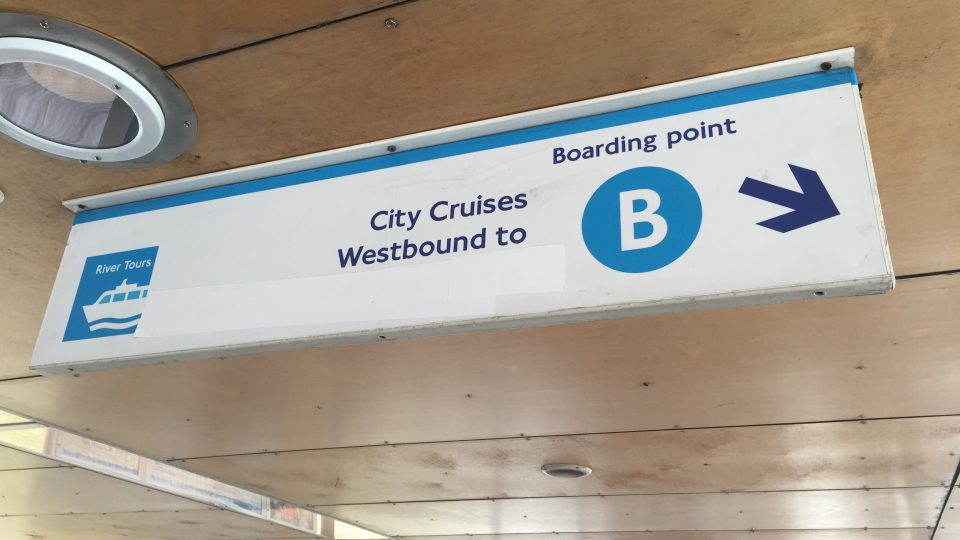 River Tours
City Cruises
Westbound to
Boarding point
B